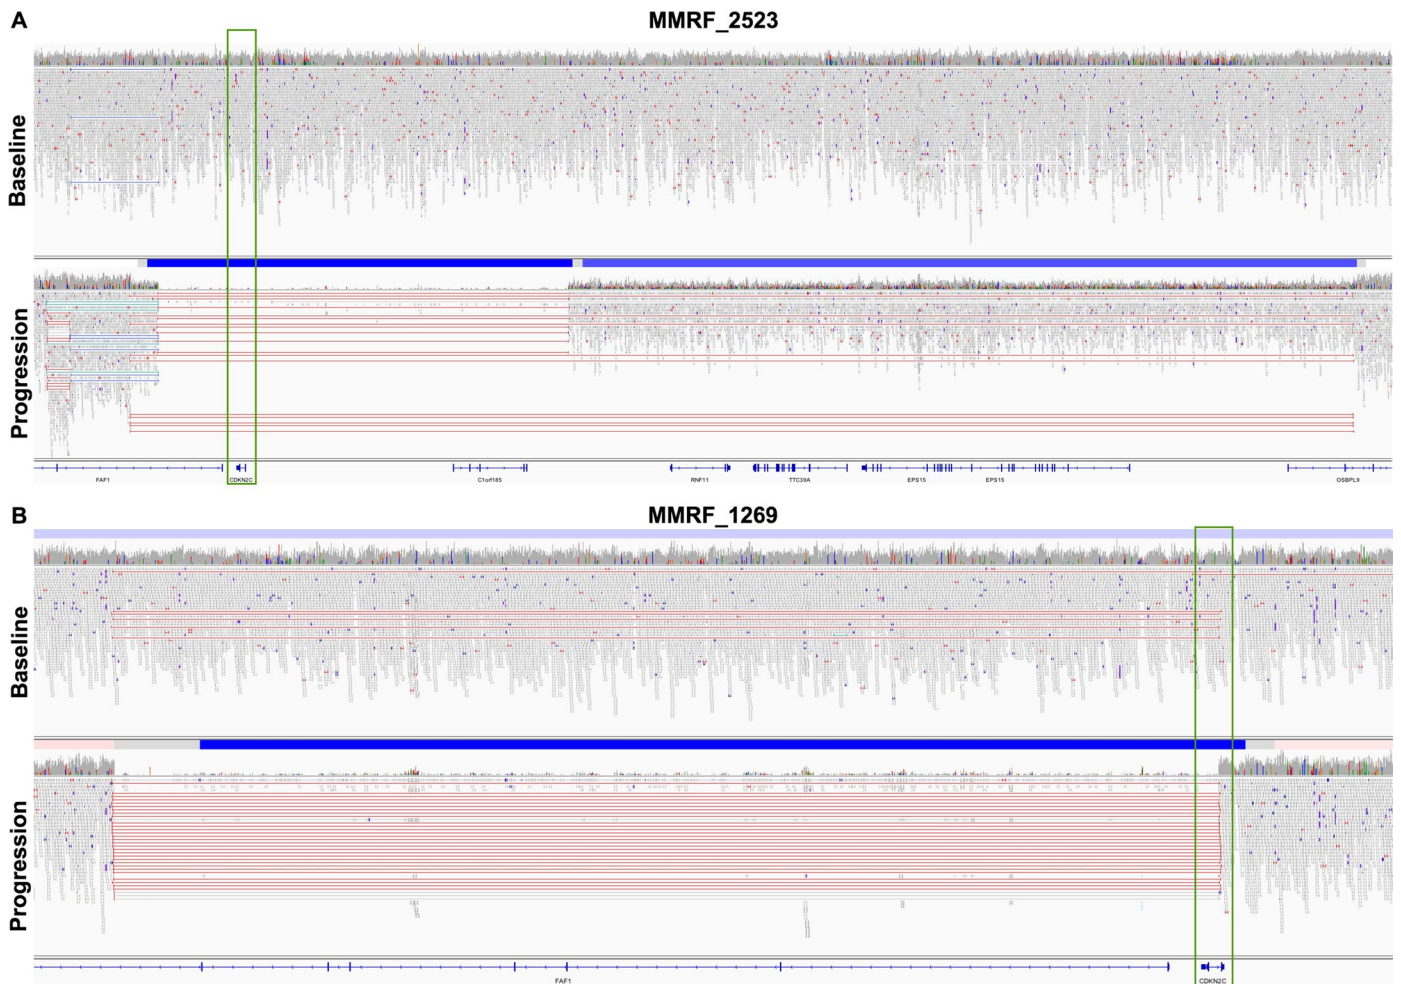 A
MMRF_2523
Baseline
Progression
FAF1
CDKN2C
C1orf185
RNF11
TTC39A
EPS15
EPS15
OSBPL9
B
MMRF_1269
Baseline
Progression
FAF1
CDKN2C